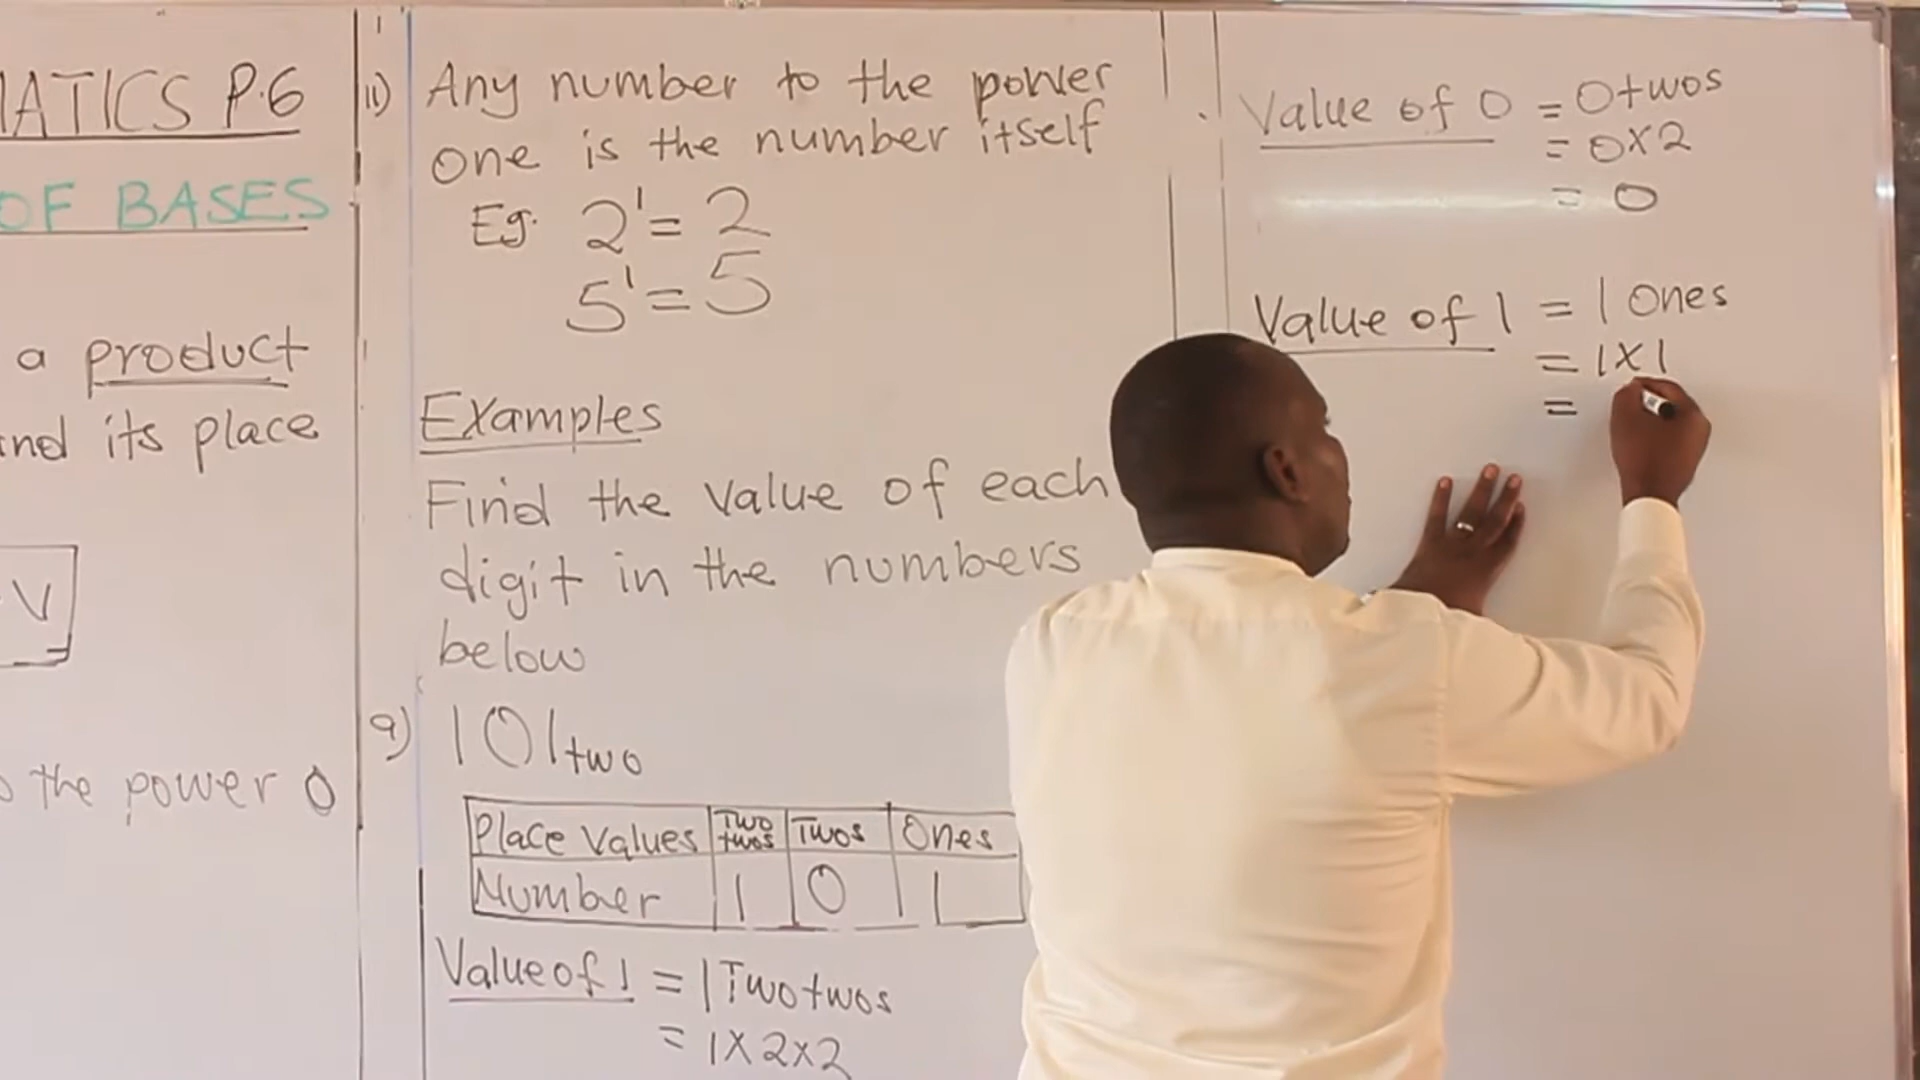 MATICS P.6
OF BASES
a product
and its place
V
the power 0
ii) Any number to the power
one is the number itself
Eg. 2¹ = 2
5¹ = 5
Examples
Find the value of each
digit in the numbers
below
a) 101two
Place Values Two twos Twos Ones
Number 1 0 1
Value of 1 = 1 Two twos
= 1 x 2 x 2
Value of 0 = 0 twos
= 0 x 2
= 0
Value of 1 = 1 Ones
= 1 x 1
=